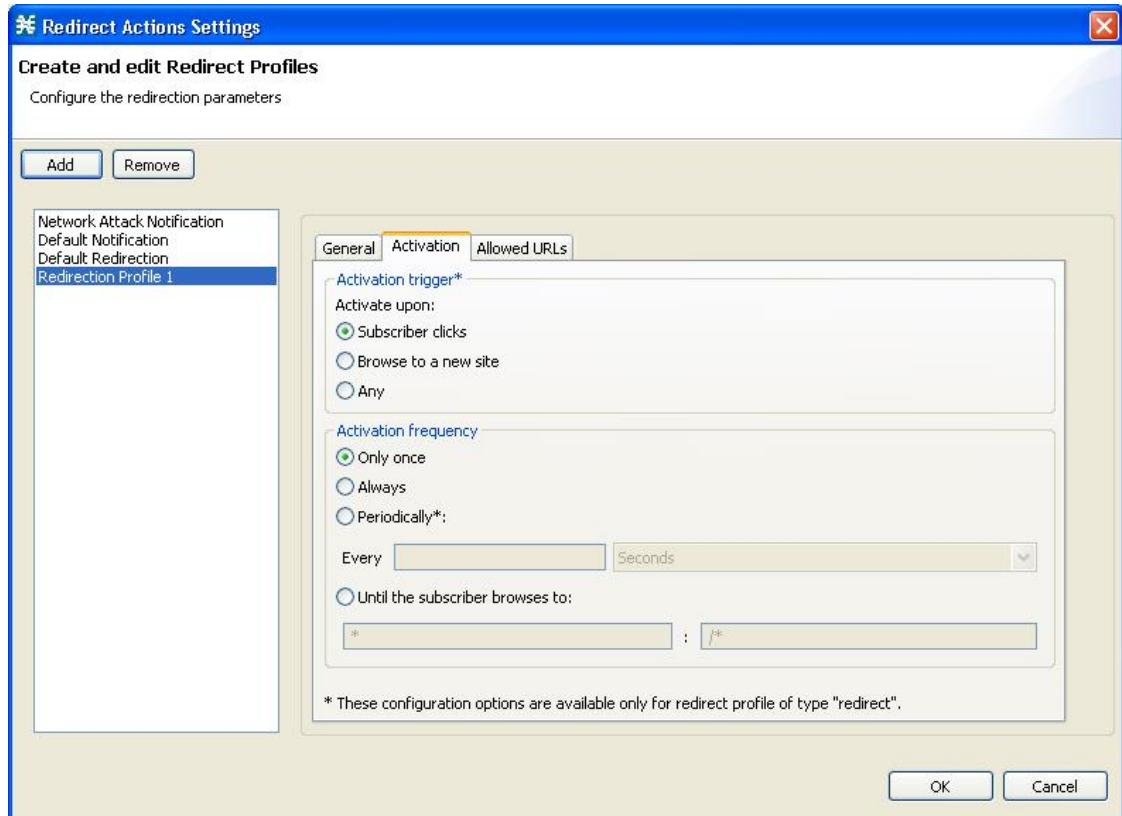 Redirect Actions Settings
Create and edit Redirect Profiles
Configure the redirection parameters
Add Remove
Network Attack Notification
Default Notification
Default Redirection
Redirection Profile 1
General Activation Allowed URLs
Activation trigger*
Activate upon:
Subscriber clicks
Browse to a new site
Any
Activation frequency
Only once
Always
Periodically*:
Every Seconds
Until the subscriber browses to:
* : /*
* These configuration options are available only for redirect profile of type "redirect".
OK Cancel